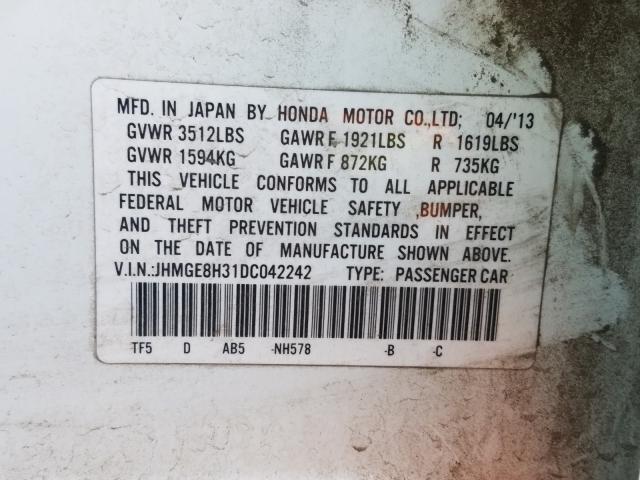 MFD. IN JAPAN BY HONDA MOTOR CO.,LTD; 04/'13
GVWR 3512LBS GAWR F 1921LBS R 1619LBS
GVWR 1594KG GAWR F 872KG R 735KG
THIS VEHICLE CONFORMS TO ALL APPLICABLE
FEDERAL MOTOR VEHICLE SAFETY ,BUMPER,
AND THEFT PREVENTION STANDARDS IN EFFECT
ON THE DATE OF MANUFACTURE SHOWN ABOVE.
V.I.N.:JHMGE8H31DC042242 TYPE: PASSENGER CAR
TF5 D AB5 -NH578 -B -C